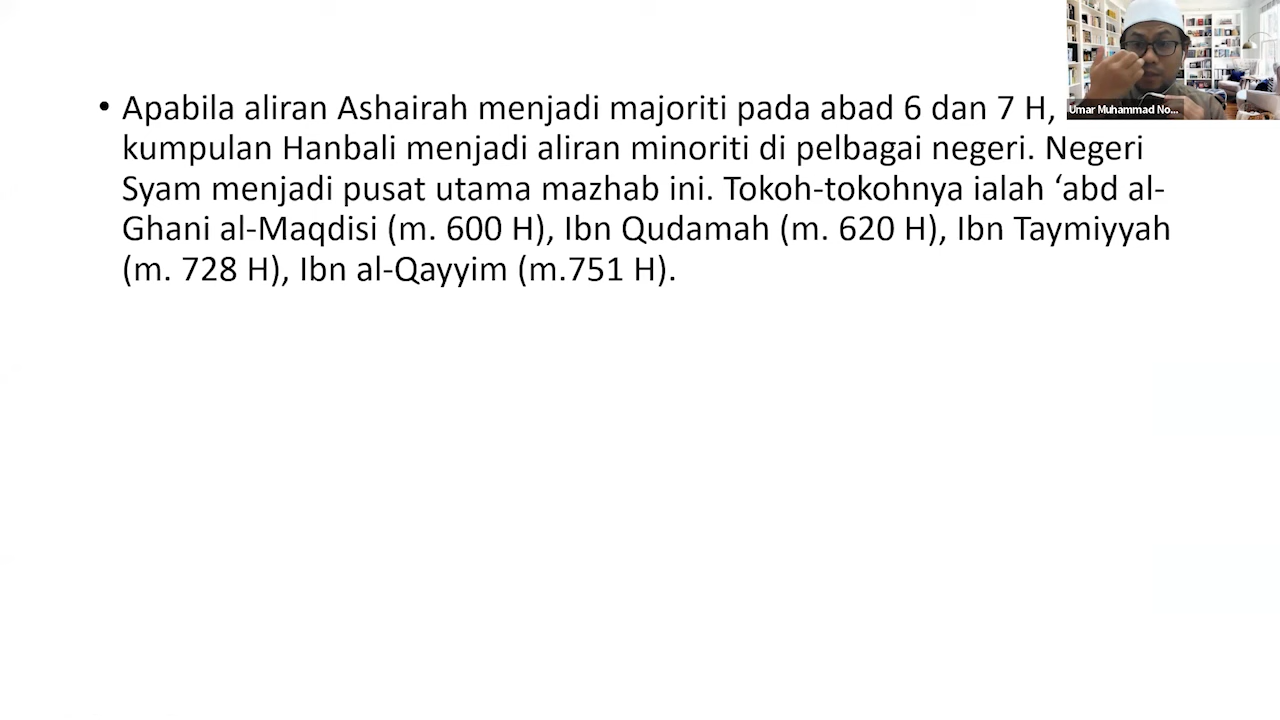 • Apabila aliran Ashairah menjadi majoriti pada abad 6 dan 7 H,
kumpulan Hanbali menjadi aliran minoriti di pelbagai negeri. Negeri
Syam menjadi pusat utama mazhab ini. Tokoh-tokohnya ialah ‘abd al-
Ghani al-Maqdisi (m. 600 H), Ibn Qudamah (m. 620 H), Ibn Taymiyyah
(m. 728 H), Ibn al-Qayyim (m.751 H).
Umar Muhammad No...